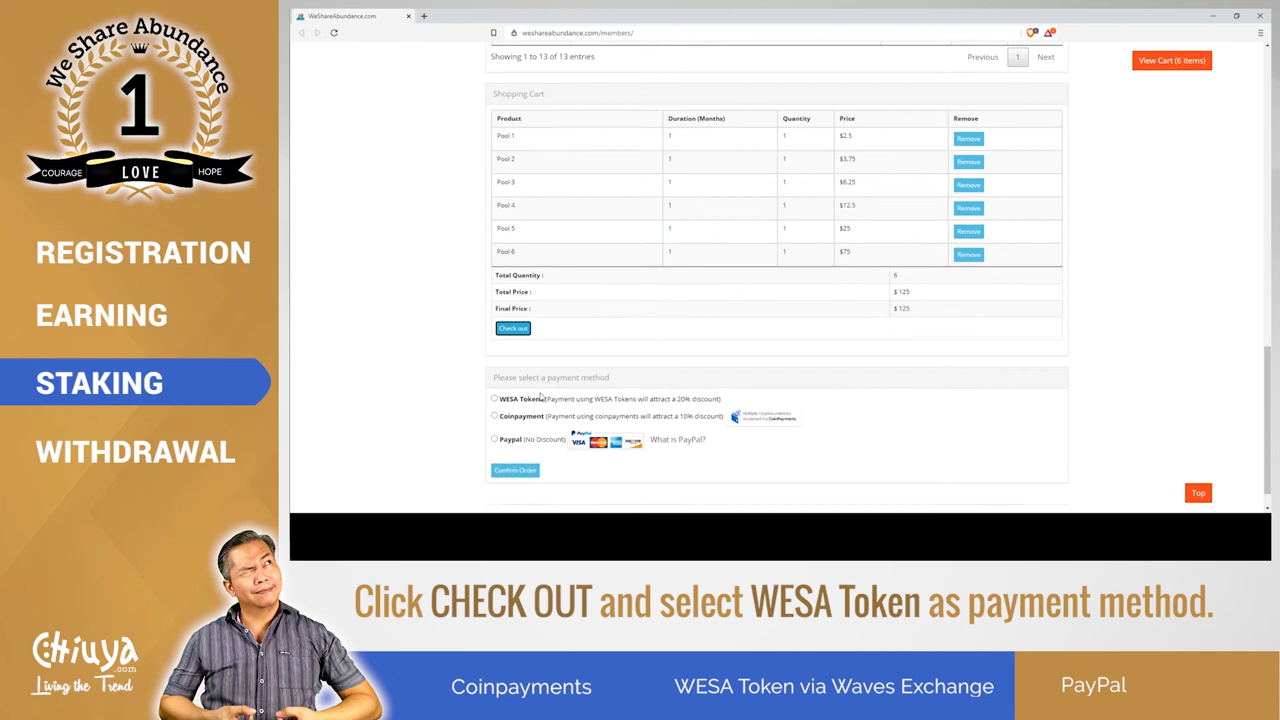 We Share Abundance
1
COURAGE
LOVE
HOPE
REGISTRATION
EARNING
STAKING
WITHDRAWAL
CHiuya
.com
Living the Trend
WeShareAbundance.com
weshareabundance.com/members/
Showing 1 to 13 of 13 entries
Previous 1 Next
View Cart (6 items)
Shopping Cart
Product Duration (Months) Quantity Price Remove
Pool 1 1 1 $2.5 Remove
Pool 2 1 1 $3.75 Remove
Pool 3 1 1 $6.25 Remove
Pool 4 1 1 $12.5 Remove
Pool 5 1 1 $25 Remove
Pool 6 1 1 $75 Remove
Total Quantity : 6
Total Price : $ 125
Final Price : $ 125
Check out
Please select a payment method
WESA Token (Payment using WESA Tokens will attract a 20% discount)
Coinpayment (Payment using coinpayments will attract a 10% discount)
Paypal (No Discount) PayPal VISA What is PayPal?
Confirm Order
Top
Click CHECK OUT and select WESA Token as payment method.
Coinpayments
WESA Token via Waves Exchange
PayPal